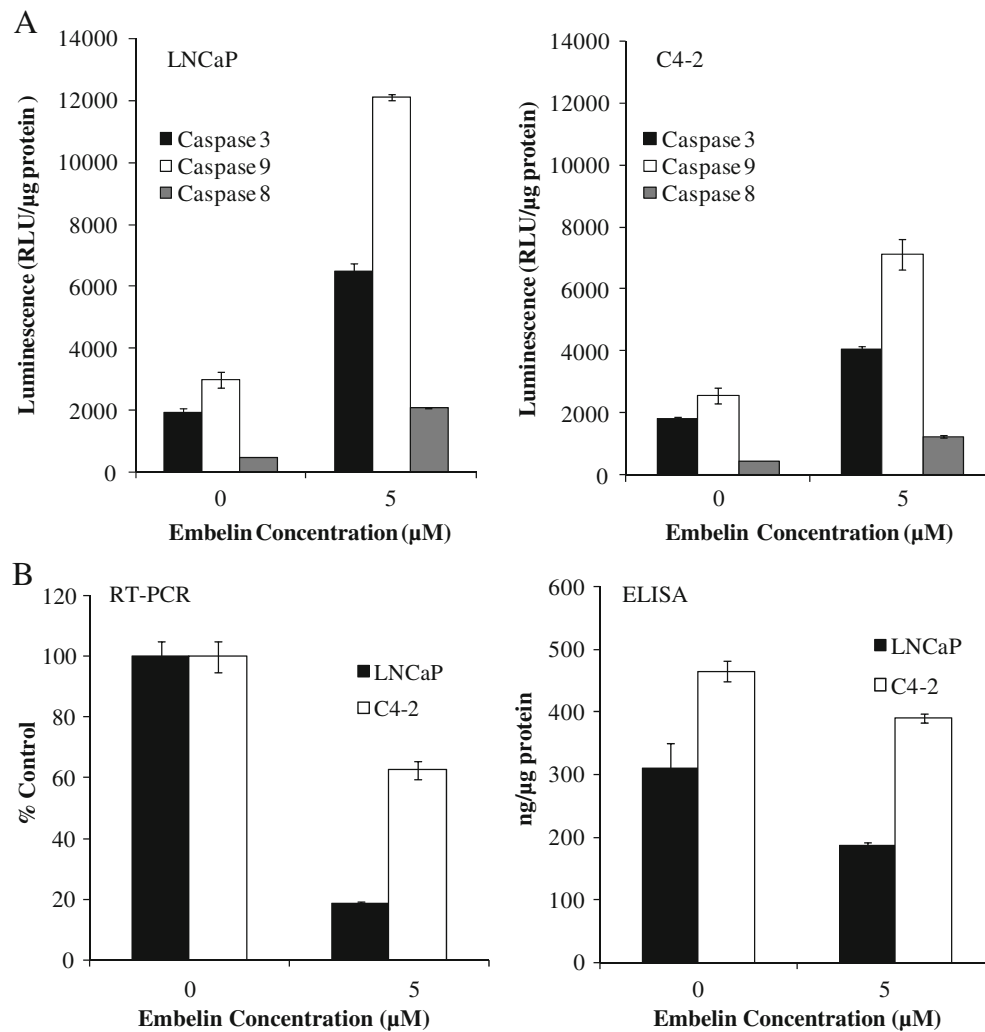 A
LNCaP
Luminescence (RLU/µg protein )
14000
12000
10000
8000
6000
4000
2000
0
Caspase 3
Caspase 9
Caspase 8
0
5
Embelin Concentration (µM)
C4-2
Luminescence (RLU/µg protein)
14000
12000
10000
8000
6000
4000
2000
0
Caspase 3
Caspase 9
Caspase 8
0
5
Embelin Concentration (µM)
B
RT-PCR
% Control
120
100
80
60
40
20
0
LNCaP
C4-2
0
5
Embelin Concentration (µM)
ELISA
ng/µg protein
600
500
400
300
200
100
0
LNCaP
C4-2
0
5
Embelin Concentration (µM)